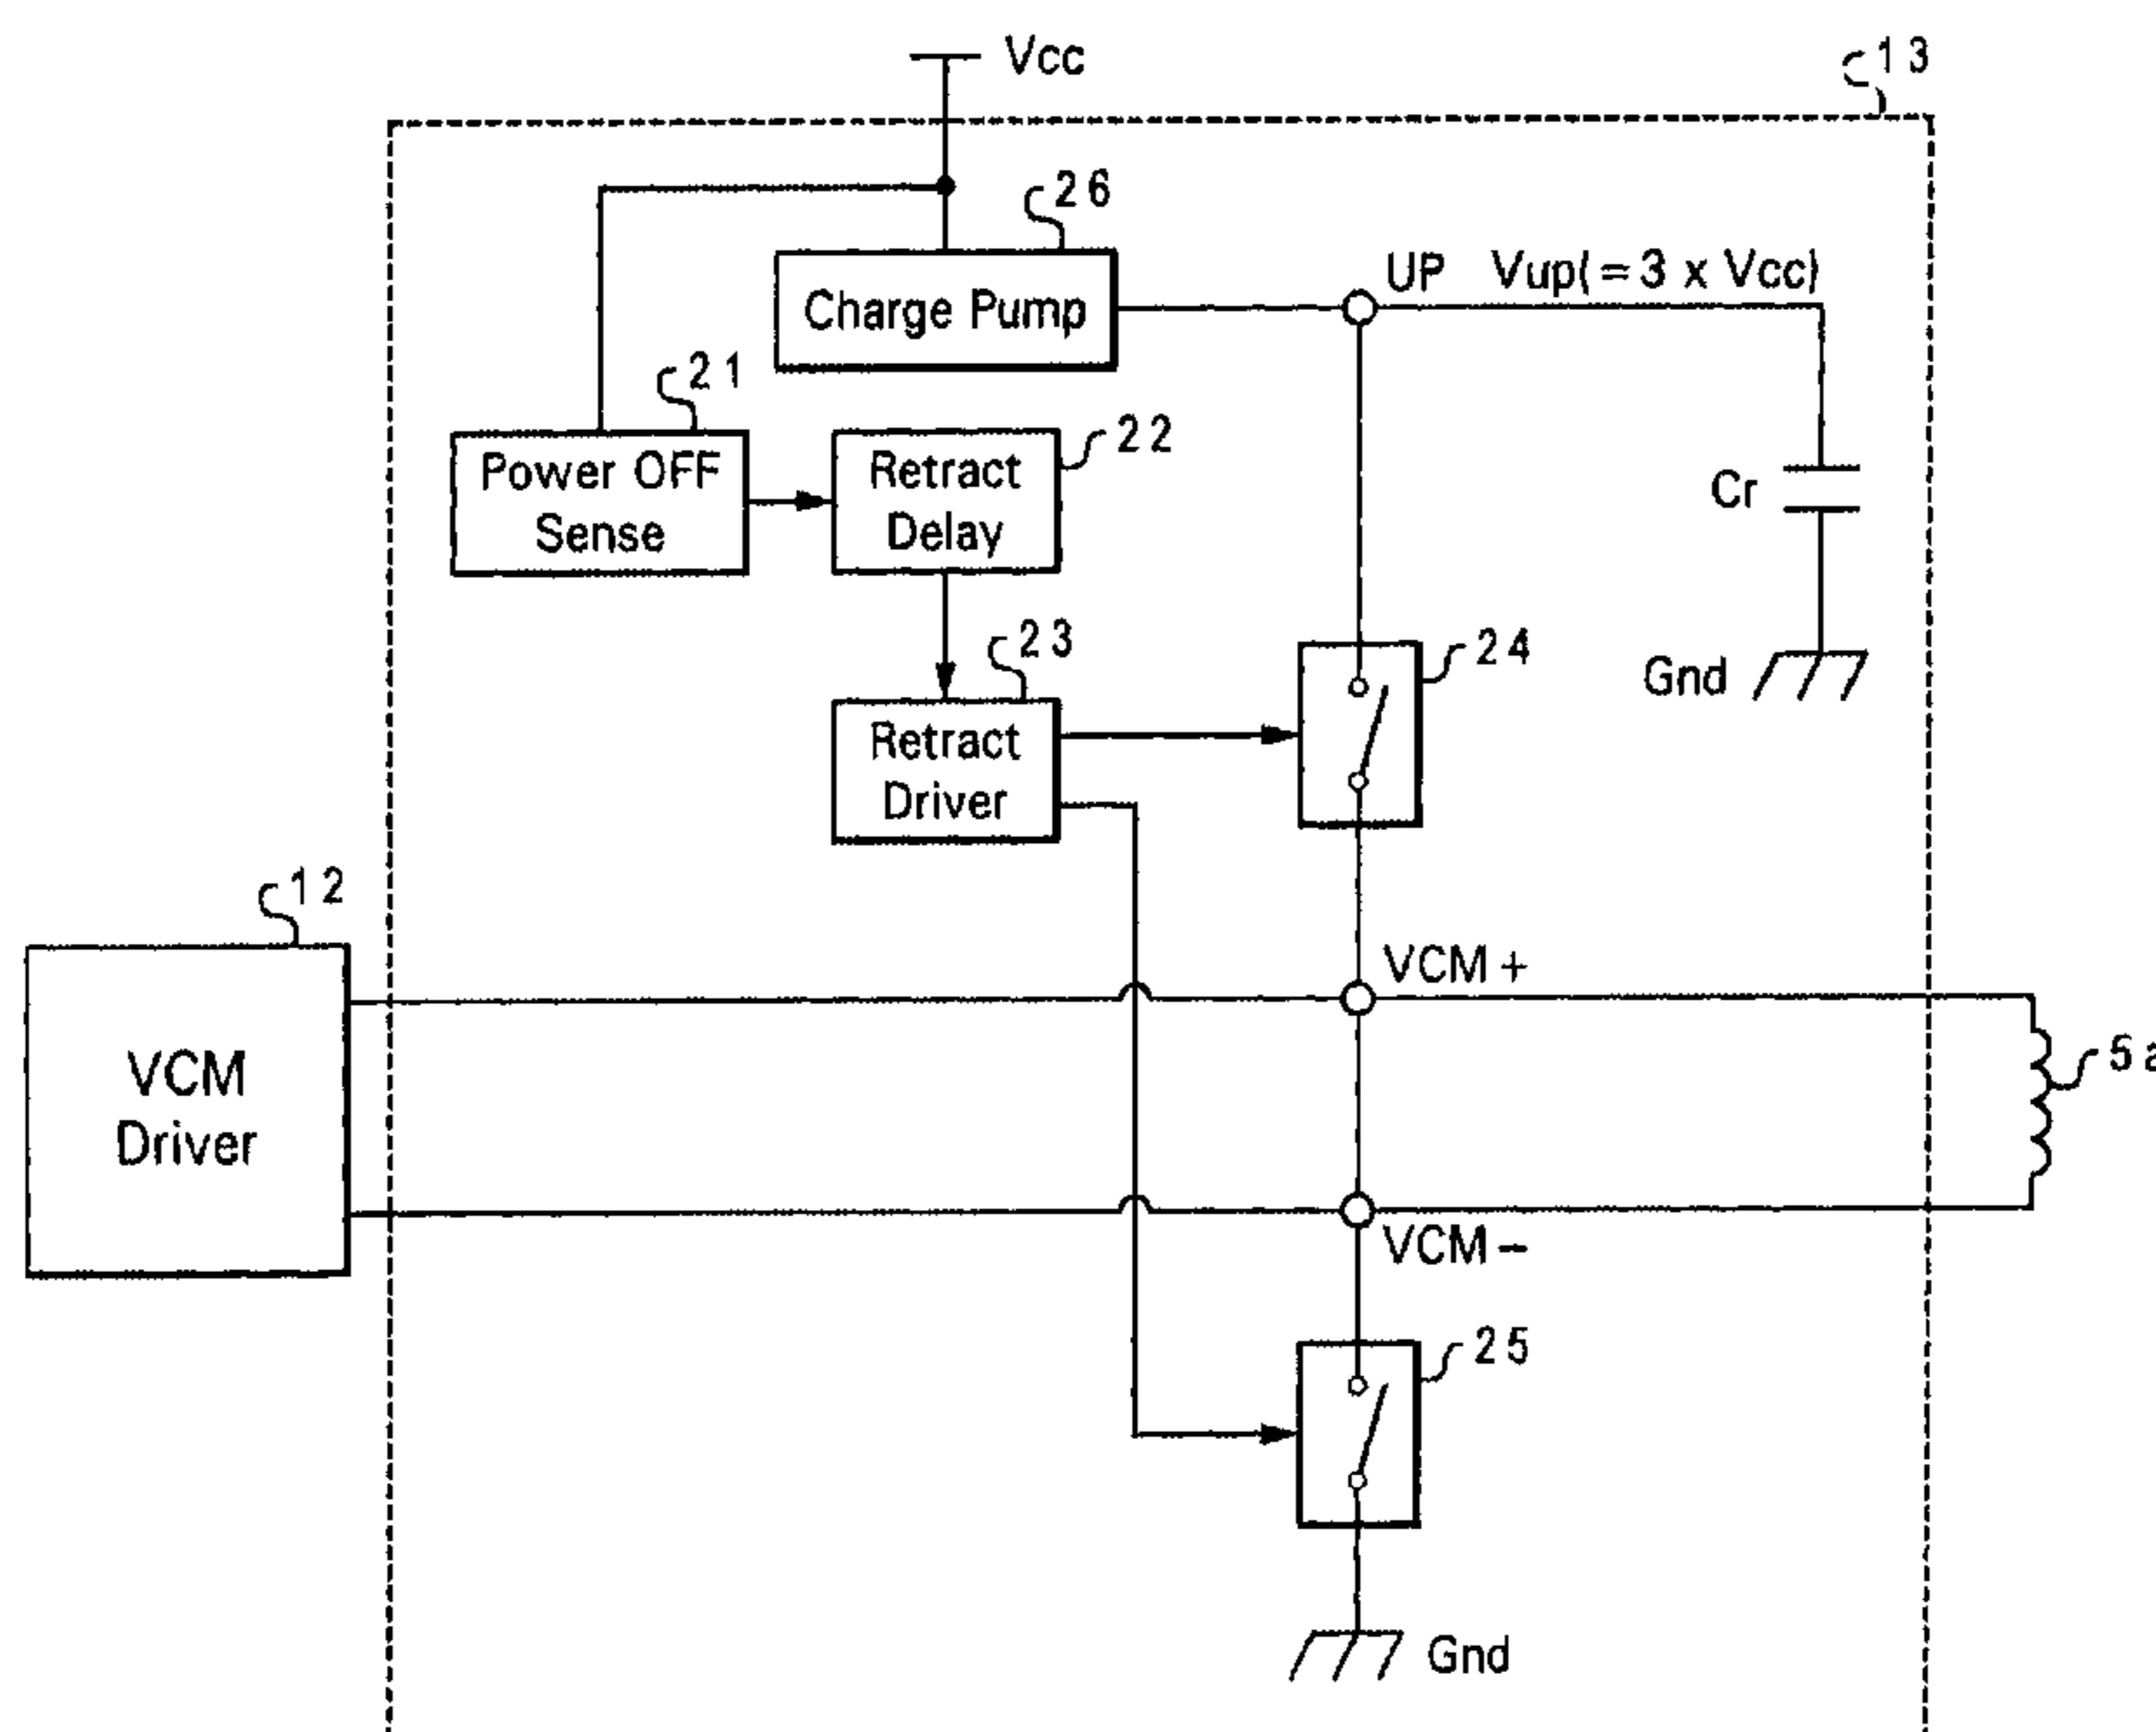 Vcc
13
26
UP Vup(=3 x Vcc)
Charge Pump
21
22
Power OFF
Sense
Retract
Delay
Cr
23
24
Gnd
Retract
Driver
12
VCM+
VCM
Driver
VCM-
25
Gnd